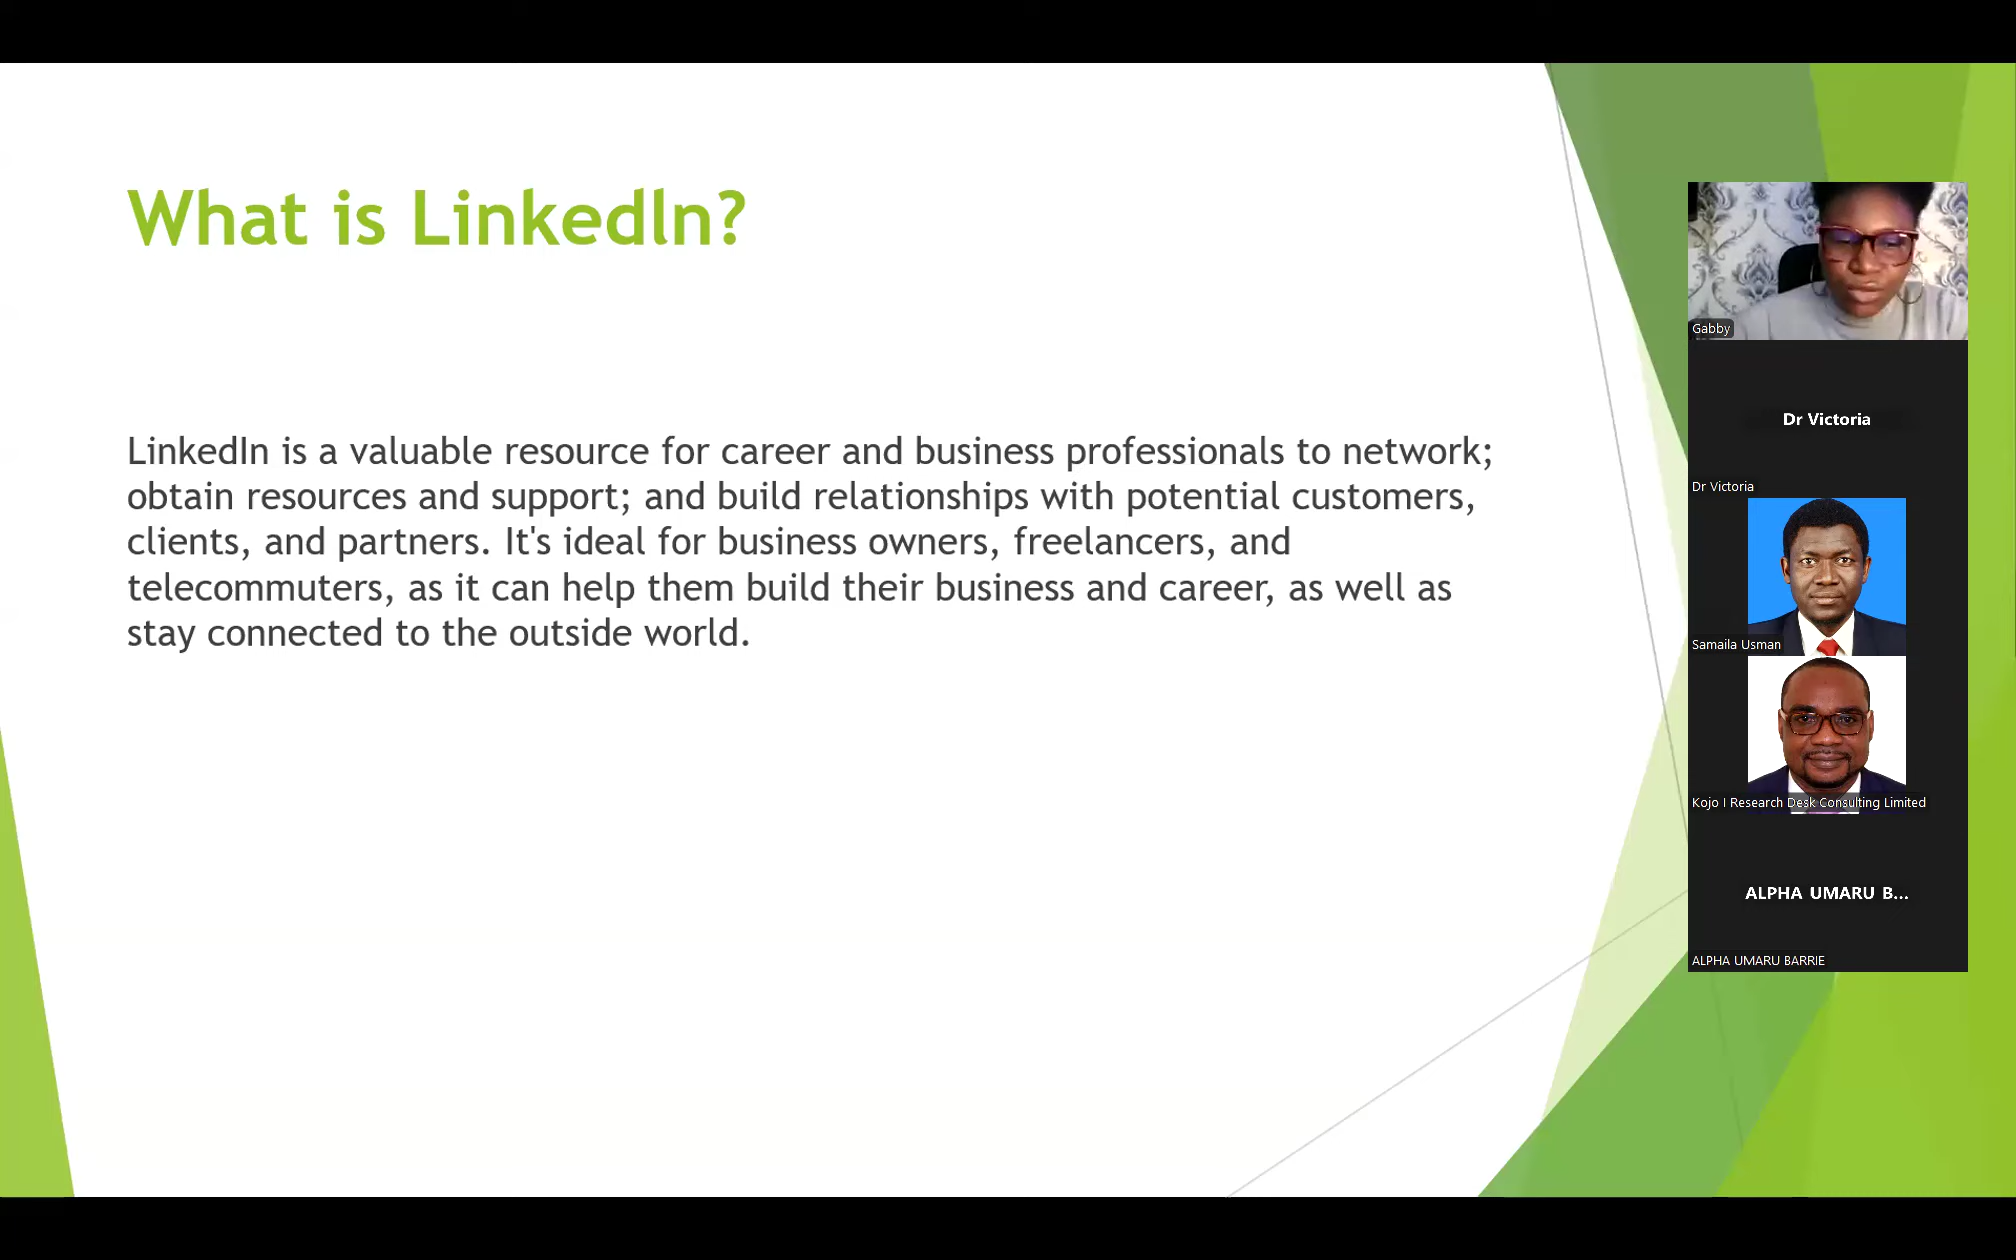 What is Linkedln?
LinkedIn is a valuable resource for career and business professionals to network;
obtain resources and support; and build relationships with potential customers,
clients, and partners. It's ideal for business owners, freelancers, and
telecommuters, as it can help them build their business and career, as well as
stay connected to the outside world.
Gabby
Dr Victoria
Dr Victoria
Samaila Usman
Kojo I Research Desk Consulting Limited
ALPHA UMARU B...
ALPHA UMARU BARRIE